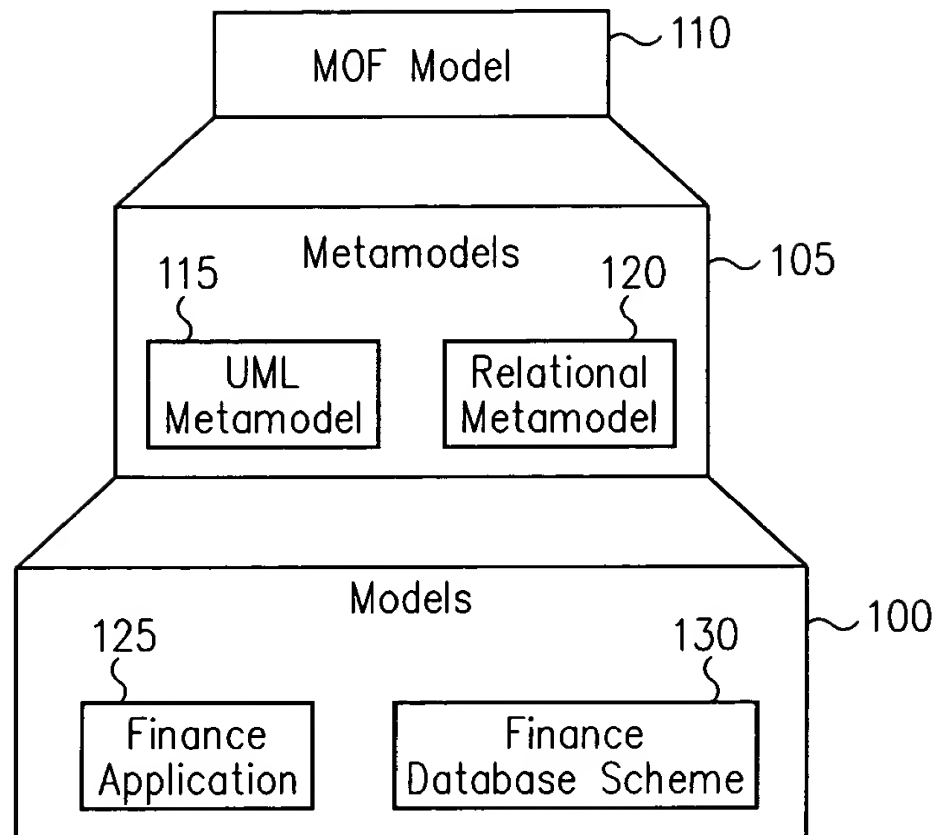 110
MOF Model
Metamodels
105
115
120
UML
Metamodel
Relational
Metamodel
Models
100
125
130
Finance
Application
Finance
Database Scheme